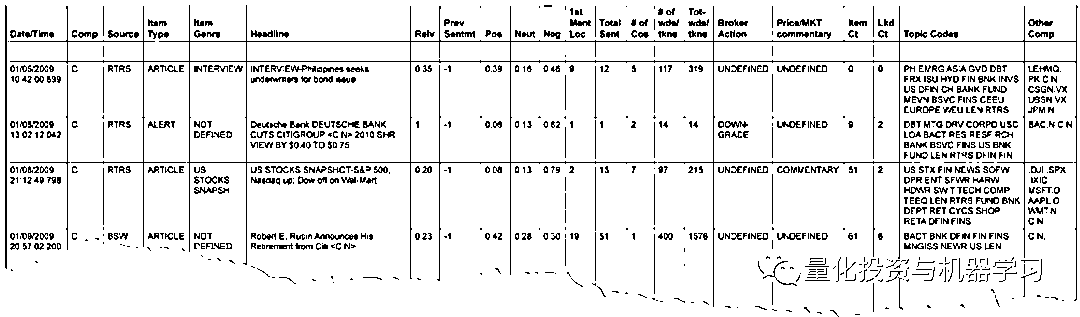 Date/Time Comp Source Item Type Item Genre Headline Relv Prev Sentmt Pos Neut Neg 1st Ment Loc Total Sent # of Cos # of wds/ tkns Tot- wds/ tkns Broker Action Price/MKT commentary Item Ct Lkd Ct Topic Codes Other Comp
01/05/2009 C RTRS ARTICLE INTERVIEW INTERVIEW-Philippines seeks 0.35 -1 0.39 0.16 0.46 9 12 5 117 319 UNDEFINED UNDEFINED 0 0 PH EMRG ASIA GVD DBT LEHMQ.
10 42 00 899 underwriters for bond issue FRX ISU HYD FIN BNK INVS PK C N
US DFIN CH BANK FUND CSGN.VX
MEVN BSVC FINS CEEU UBSN VX
EUROPE WEU LEN RTRS JPM.N
01/05/2009 C RTRS ALERT NOT Deutsche Bank DEUTSCHE BANK 1 -1 0.06 0 13 0.82 1 1 2 14 14 DOWN- UNDEFINED 9 2 DBT MTG DRV CORPD USC BAC.N C N
13 02 12 042 DEFINED CUTS CITIGROUP <C N> 2010 SHR GRADE LOA BACT RES RESF RCH
VIEW BY $0.40 TO $0 75 BANK BSVC FINS US BNK
FUND LEN RTRS DFIN FIN
01/06/2009 C RTRS ARTICLE US US STOCKS SNAPSHOT-S&P 500, 0.20 -1 0.08 0 13 0.79 2 15 7 97 215 UNDEFINED COMMENTARY 51 2 US STX FIN NEWS SOFW .DJI .SPX
21 12 49 798 STOCKS Nasdaq up; Dow off on Wal-Mart DPR ENT SFWR HARW .IXIC
SNAPSH HDWR SWIT TECH COMP MSFT.O
TEEQ LEN RTRS FUND BNK AAPL O
DEPT RET CYCS SHOP WMT N
RETA DFIN FINS C N
01/09/2009 C BSW ARTICLE NOT Robert E. Rubin Announces His 0.23 -1 0.42 0.28 0.30 19 51 1 400 1576 UNDEFINED UNDEFINED 61 6 BACT BNK DFIN FIN FINS C N.
20 57 02 200 DEFINED Retirement from Citi <C N> MNGISS NEWR US LEN
量化投资与机器学习